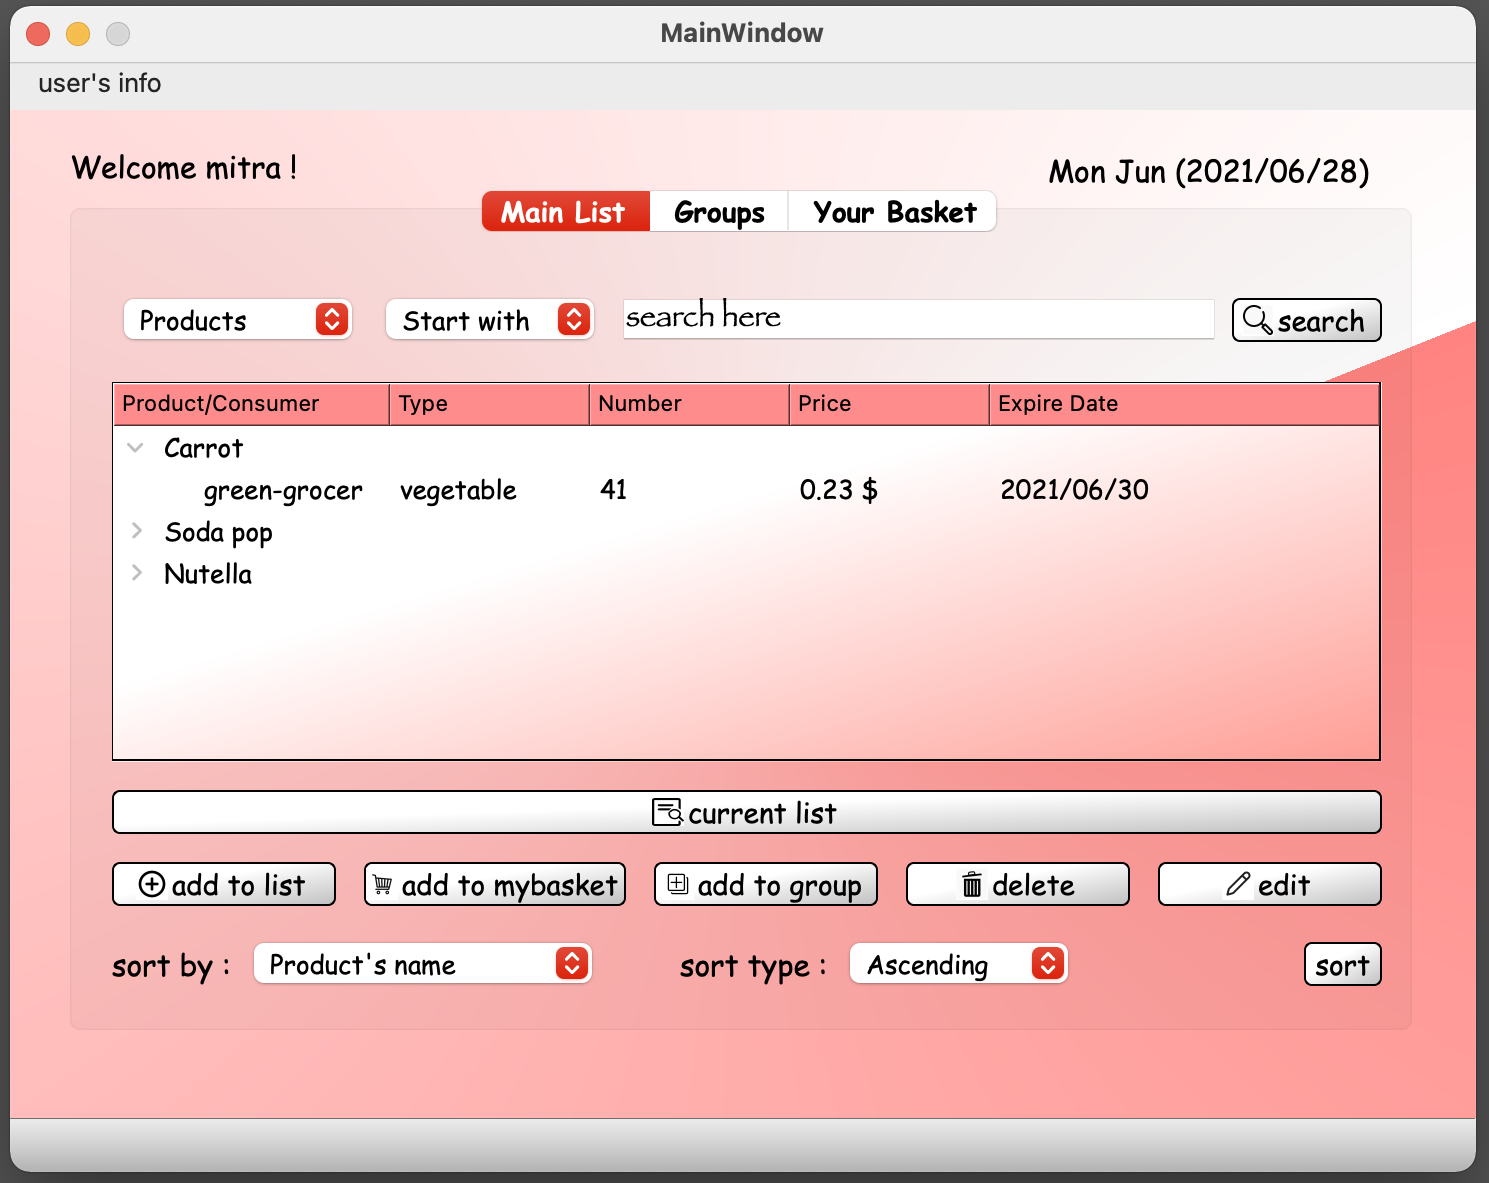 MainWindow
user's info
Welcome mitra !
Mon Jun (2021/06/28)
Main List Groups Your Basket
Products Start with search here search
Product/Consumer Type Number Price Expire Date
Carrot
green-grocer vegetable 41 0.23 $ 2021/06/30
Soda pop
Nutella
current list
add to list add to mybasket add to group delete edit
sort by : Product's name sort type : Ascending sort